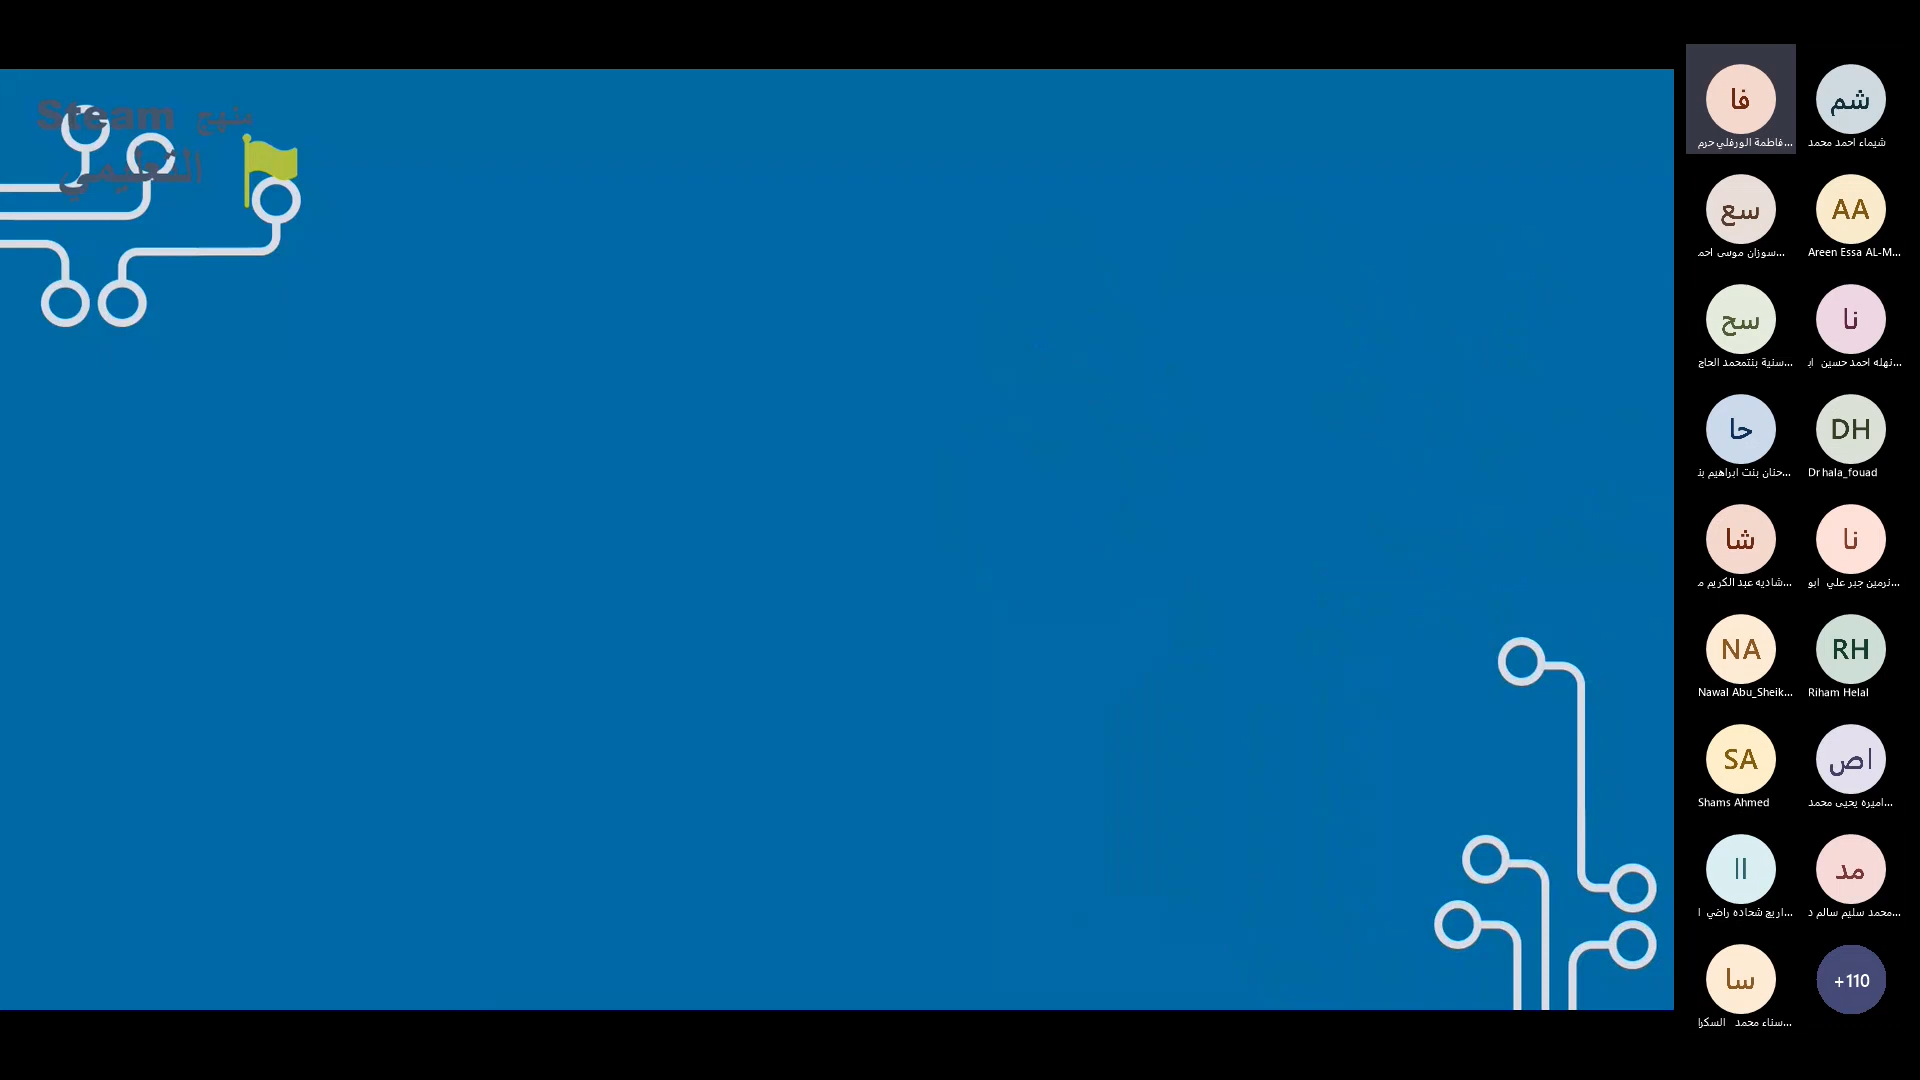 منهج Steam
التعليمي
فا
شم
فاطمة الورفلي حرم...
شيماء احمد محمد
سع
AA
سوزان موسى احمد...
Areen Essa AL-M...
سح
نا
سنية بنتمحمد الحاج...
نهله احمد حسين اب...
حا
DH
حنان بنت ابراهيم بن...
Dr hala_fouad
شا
نا
شاديه عبد الكريم م...
نرمين جبر علي ابو...
NA
RH
Nawal Abu_Sheik...
Riham Helal
SA
اص
Shams Ahmed
اميره يحيى محمد...
اا
مد
اريج شحاده راضي ا...
محمد سليم سالم د...
سا
+110
سناء محمد السكرا...